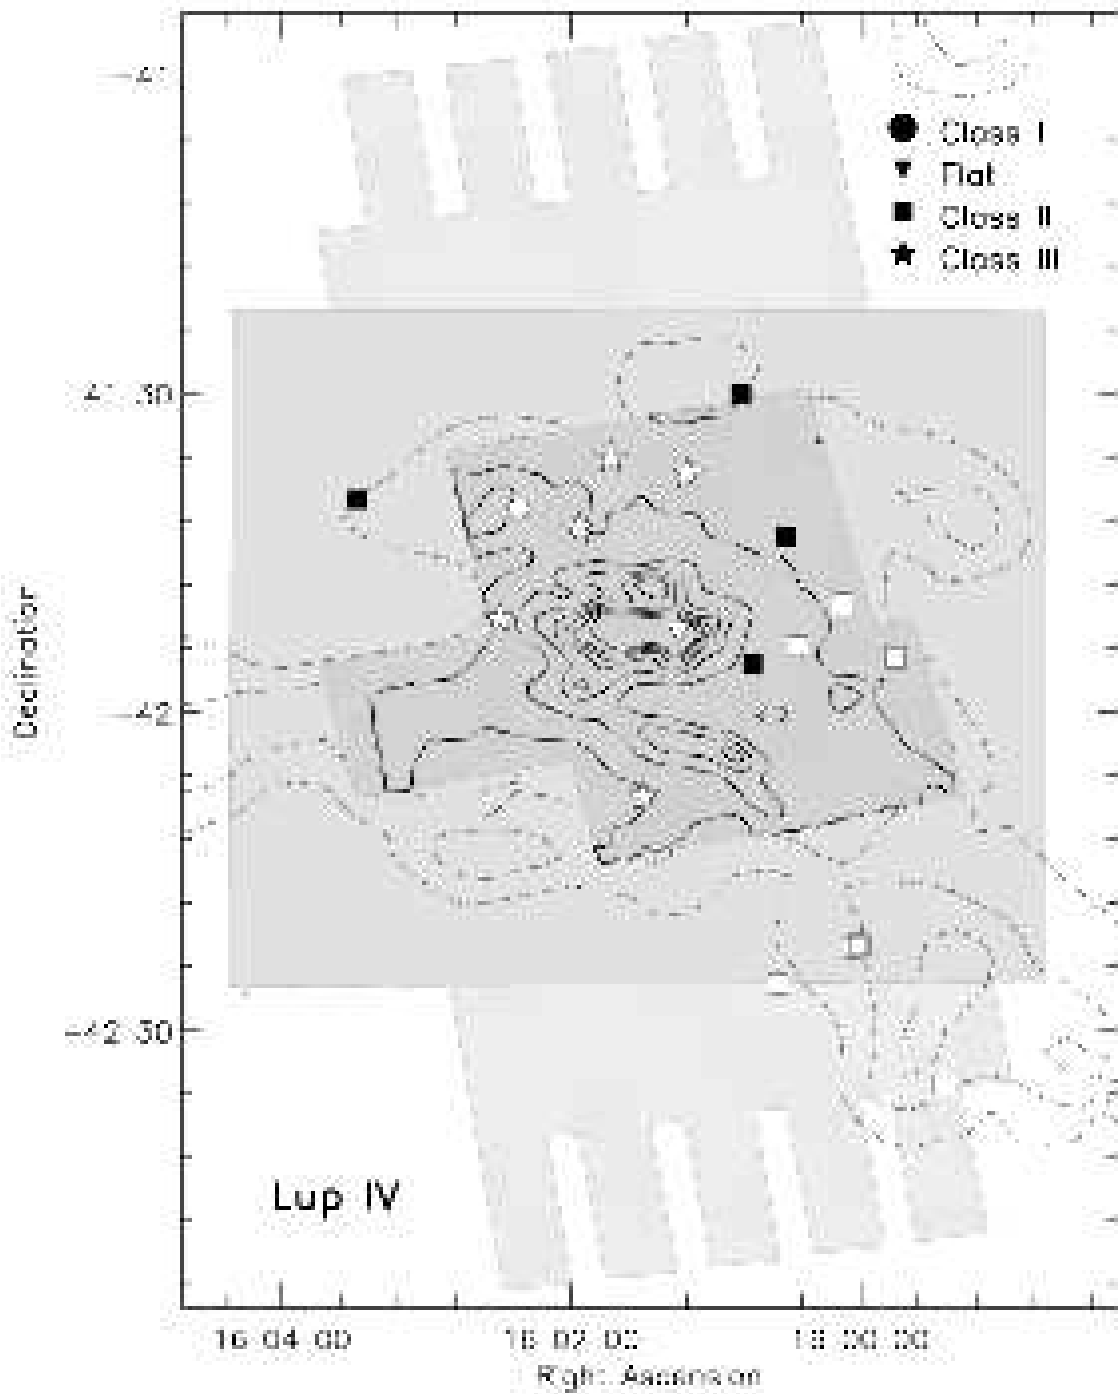 -41
Class I
Flat
Class II
Class III
-41 30
Declination
-42
-42 30
Lup IV
16 04 00 16 02 00 16 00 00
Right Ascension